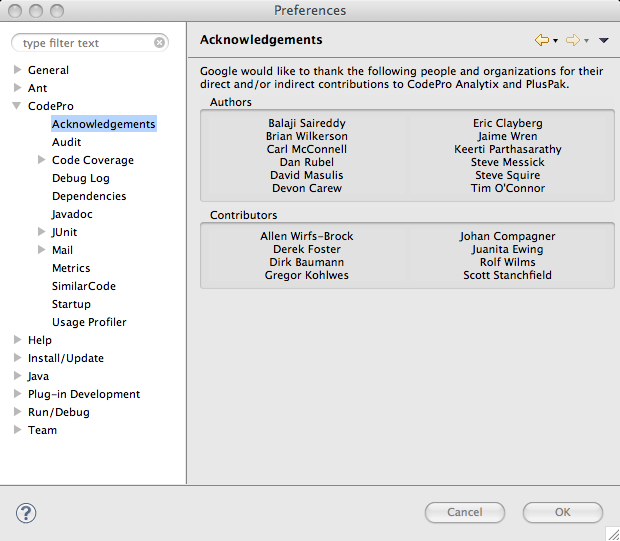 Preferences
type filter text
General
Ant
CodePro
Acknowledgements
Audit
Code Coverage
Debug Log
Dependencies
Javadoc
JUnit
Mail
Metrics
SimilarCode
Startup
Usage Profiler
Help
Install/Update
Java
Plug-in Development
Run/Debug
Team
Acknowledgements
Google would like to thank the following people and organizations for their
direct and/or indirect contributions to CodePro Analytix and PlusPak.
Authors
Balaji Saireddy
Brian Wilkerson
Carl McConnell
Dan Rubel
David Masulis
Devon Carew
Eric Clayberg
Jaime Wren
Keerti Parthasarathy
Steve Messick
Steve Squire
Tim O'Connor
Contributors
Allen Wirfs-Brock
Derek Foster
Dirk Baumann
Gregor Kohlwes
Johan Compagner
Juanita Ewing
Rolf Wilms
Scott Stanchfield
?
Cancel
OK